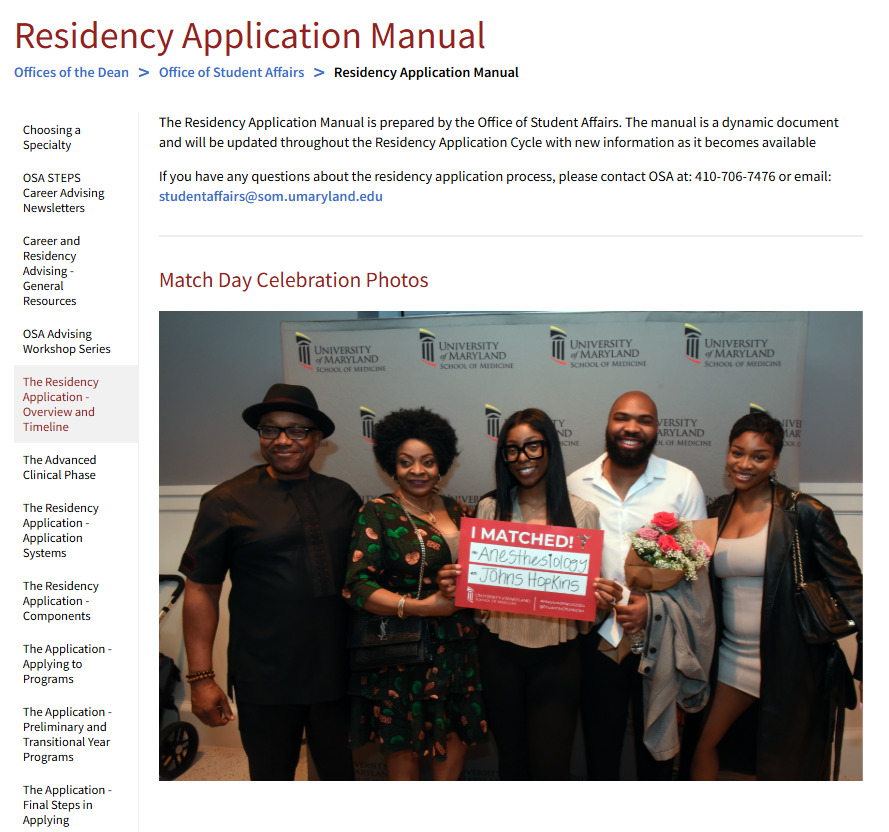 Residency Application Manual
Offices of the Dean > Office of Student Affairs > Residency Application Manual
Choosing a
Specialty
OSA STEPS
Career Advising
Newsletters
Career and
Residency
Advising -
General
Resources
OSA Advising
Workshop Series
The Residency
Application -
Overview and
Timeline
The Advanced
Clinical Phase
The Residency
Application -
Application
Systems
The Residency
Application -
Components
The Application -
Applying to
Programs
The Application -
Preliminary and
Transitional Year
Programs
The Application -
Final Steps in
Applying
The Residency Application Manual is prepared by the Office of Student Affairs. The manual is a dynamic document
and will be updated throughout the Residency Application Cycle with new information as it becomes available
If you have any questions about the residency application process, please contact OSA at: 410-706-7476 or email:
studentaffairs@som.umaryland.edu
Match Day Celebration Photos
UNIVERSITY
of MARYLAND
SCHOOL OF MEDICINE
UNIVERSITY
of MARYLAND
SCHOOL OF MEDICINE
UNIVERSITY
of MARYLAND
SCHOOL OF MEDICINE
UNIVERSITY
of MARYLAND
SCHOOL OF MEDICINE
I MATCHED!
-Anesthesiology
-Johns Hopkins
UNIVERSITY of MARYLAND
SCHOOL OF MEDICINE